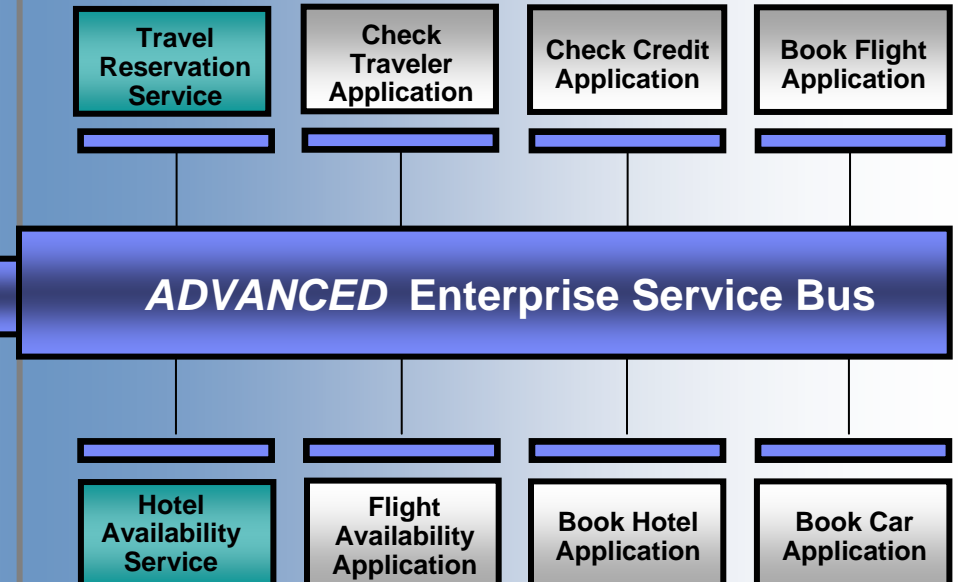 Travel
Reservation
Service
Check
Traveler
Application
Check Credit
Application
Book Flight
Application
ADVANCED Enterprise Service Bus
Hotel
Availability
Service
Flight
Availability
Application
Book Hotel
Application
Book Car
Application